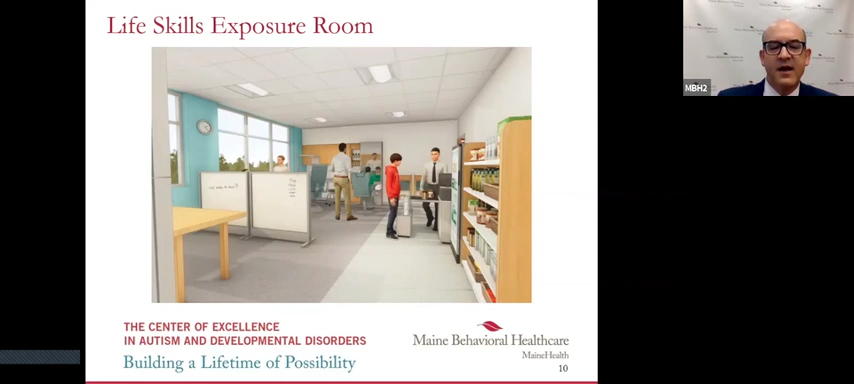 Life Skills Exposure Room
MBH2
THE CENTER OF EXCELLENCE
IN AUTISM AND DEVELOPMENTAL DISORDERS
Building a Lifetime of Possibility
Maine Behavioral Healthcare
MaineHealth
10